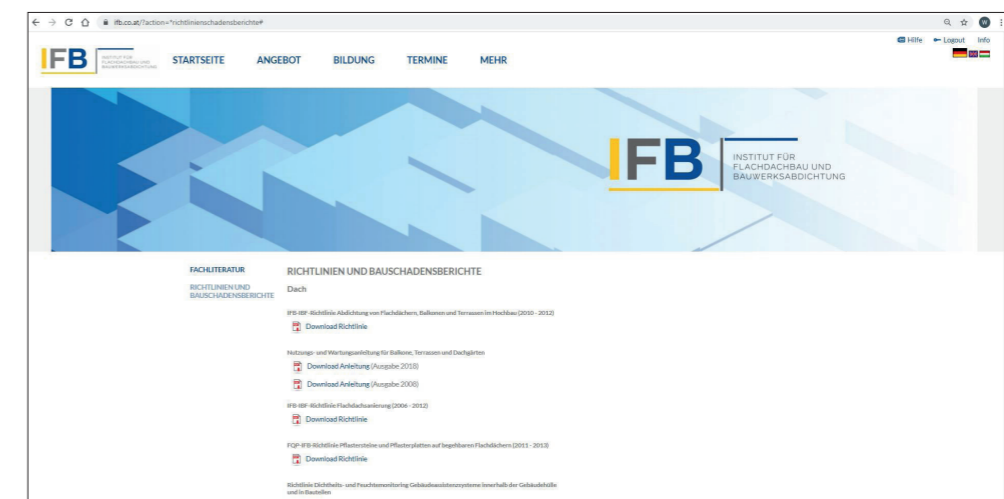 ifb.co.at/?action="richtlinienschadensberichte#
W
Hilfe Logout Info
IFB INSTITUT FÜR
FLACHDACHBAU UND
BAUWERKSABDICHTUNG
STARTSEITE ANGEBOT BILDUNG TERMINE MEHR
IFB
INSTITUT FÜR
FLACHDACHBAU UND
BAUWERKSABDICHTUNG
FACHLITERATUR
RICHTLINIEN UND
BAUSCHADENSBERICHTE
RICHTLINIEN UND BAUSCHADENSBERICHTE
Dach
IFB-IBF-Richtlinie Abdichtung von Flachdächern, Balkonen und Terrassen im Hochbau (2010 - 2012)
Download Richtlinie
Nutzungs- und Wartungsanleitung für Balkone, Terrassen und Dachgärten
Download Anleitung (Ausgabe 2018)
Download Anleitung (Ausgabe 2008)
IFB-IBF-Richtlinie Flachdachsanierung (2006 - 2012)
Download Richtlinie
FQP-IFB-Richtlinie Pflastersteine und Pflasterplatten auf begehbaren Flachdächern (2011 - 2013)
Download Richtlinie
Richtlinie Dichtheits- und Feuchtemonitoring Gebäudeassistenzsysteme innerhalb der Gebäudehülle
und in Bauteilen